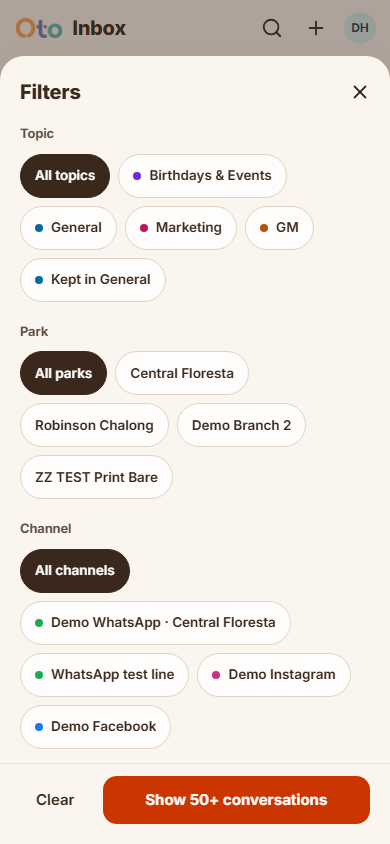 Oto Inbox DH
Filters
Topic
All topics
Birthdays & Events
General
Marketing
GM
Kept in General
Park
All parks
Central Floresta
Robinson Chalong
Demo Branch 2
ZZ TEST Print Bare
Channel
All channels
Demo WhatsApp · Central Floresta
WhatsApp test line
Demo Instagram
Demo Facebook
Clear
Show 50+ conversations